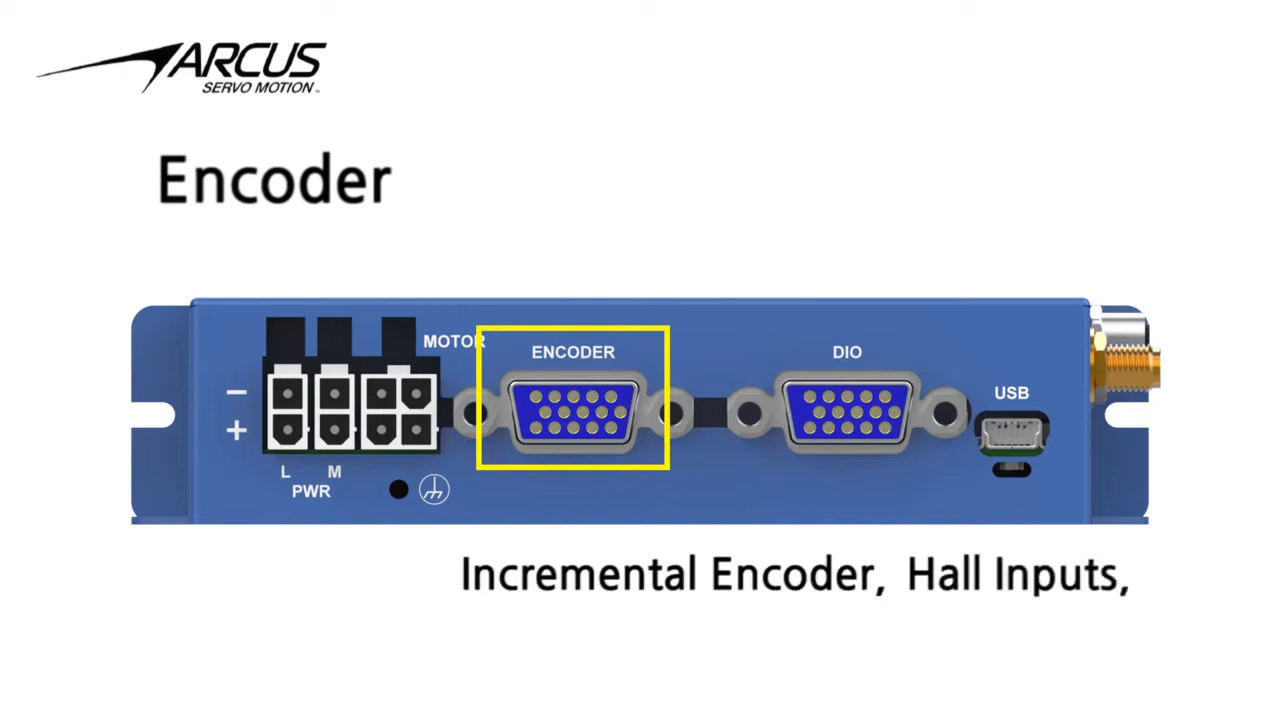 ARCUS
SERVO MOTION
Encoder
MOTOR
ENCODER
DIO
USB
−
+
L M
PWR
Incremental Encoder, Hall Inputs,